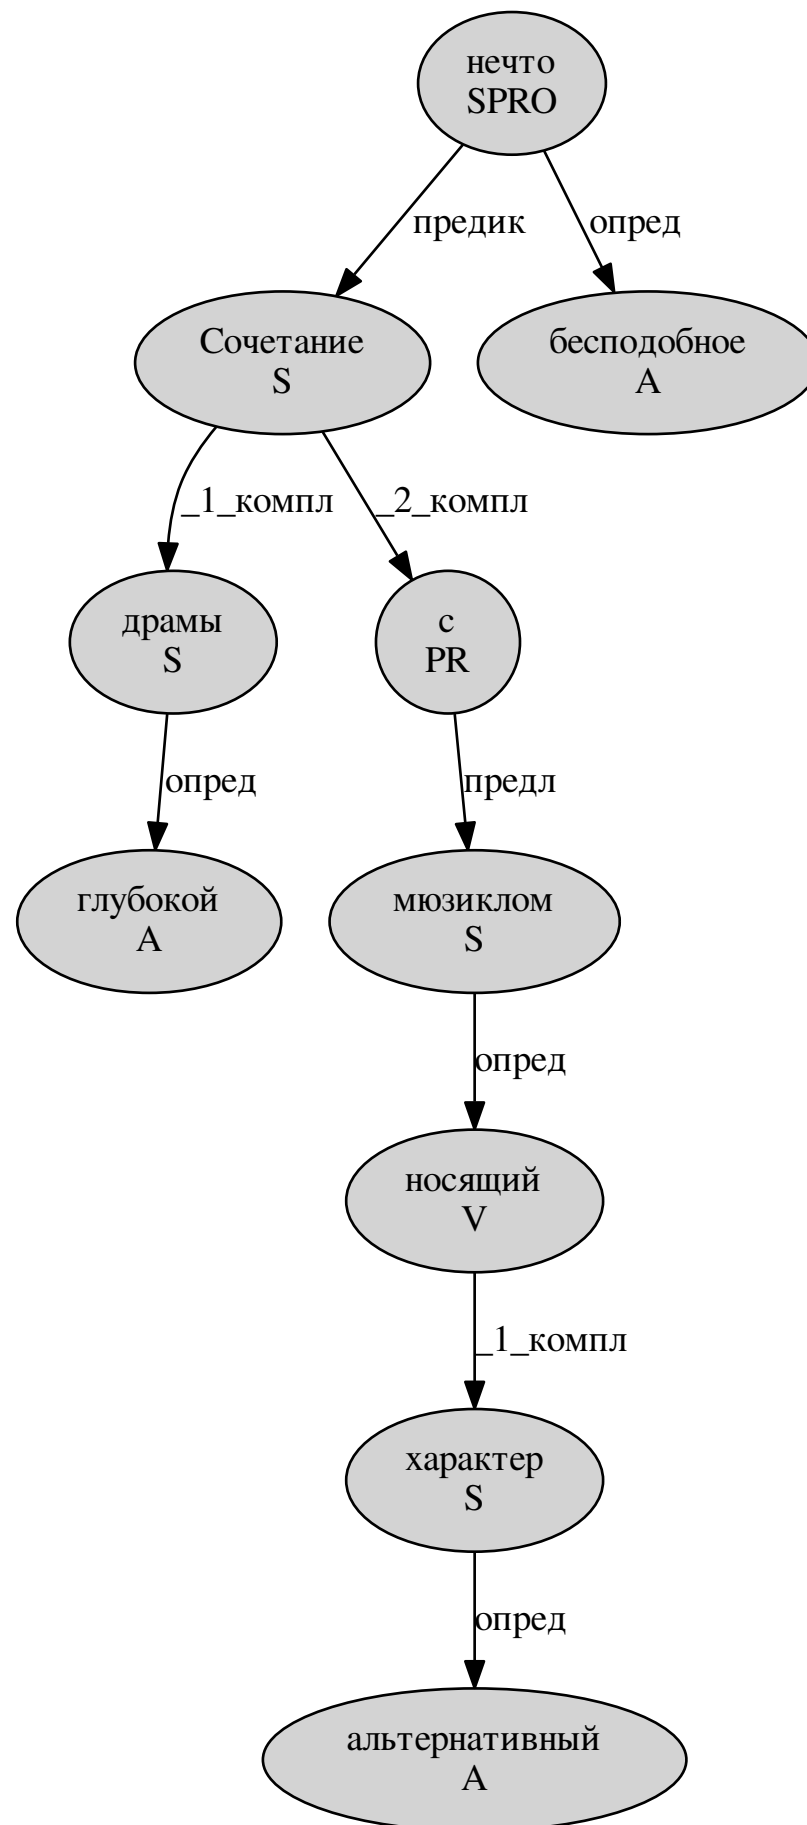 нечто
SPRO
предик
опред
Сочетание
S
бесподобное
A
_1_компл
_2_компл
драмы
S
с
PR
опред
предл
глубокой
A
мюзиклом
S
опред
носящий
V
_1_компл
характер
S
опред
альтернативный
A